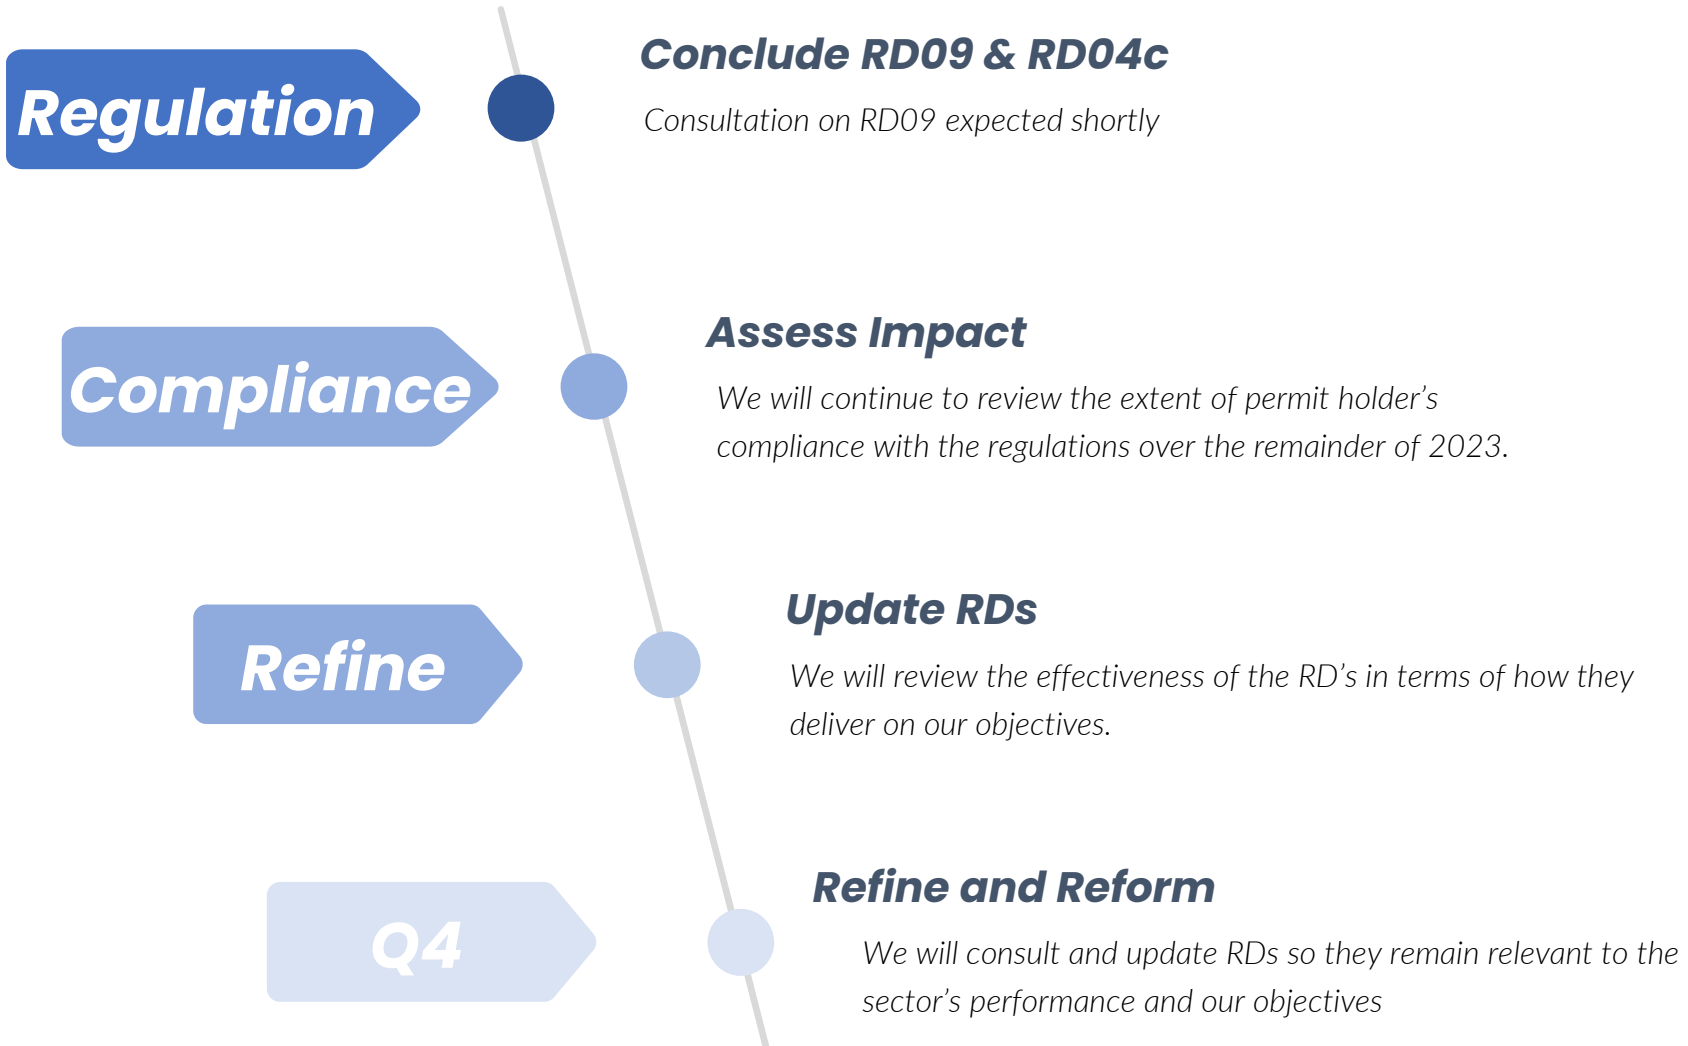 Regulation
Conclude RD09 & RD04c
Consultation on RD09 expected shortly
Compliance
Assess Impact
We will continue to review the extent of permit holder’s
compliance with the regulations over the remainder of 2023.
Refine
Update RDs
We will review the effectiveness of the RD’s in terms of how they
deliver on our objectives.
Q4
Refine and Reform
We will consult and update RDs so they remain relevant to the
sector’s performance and our objectives